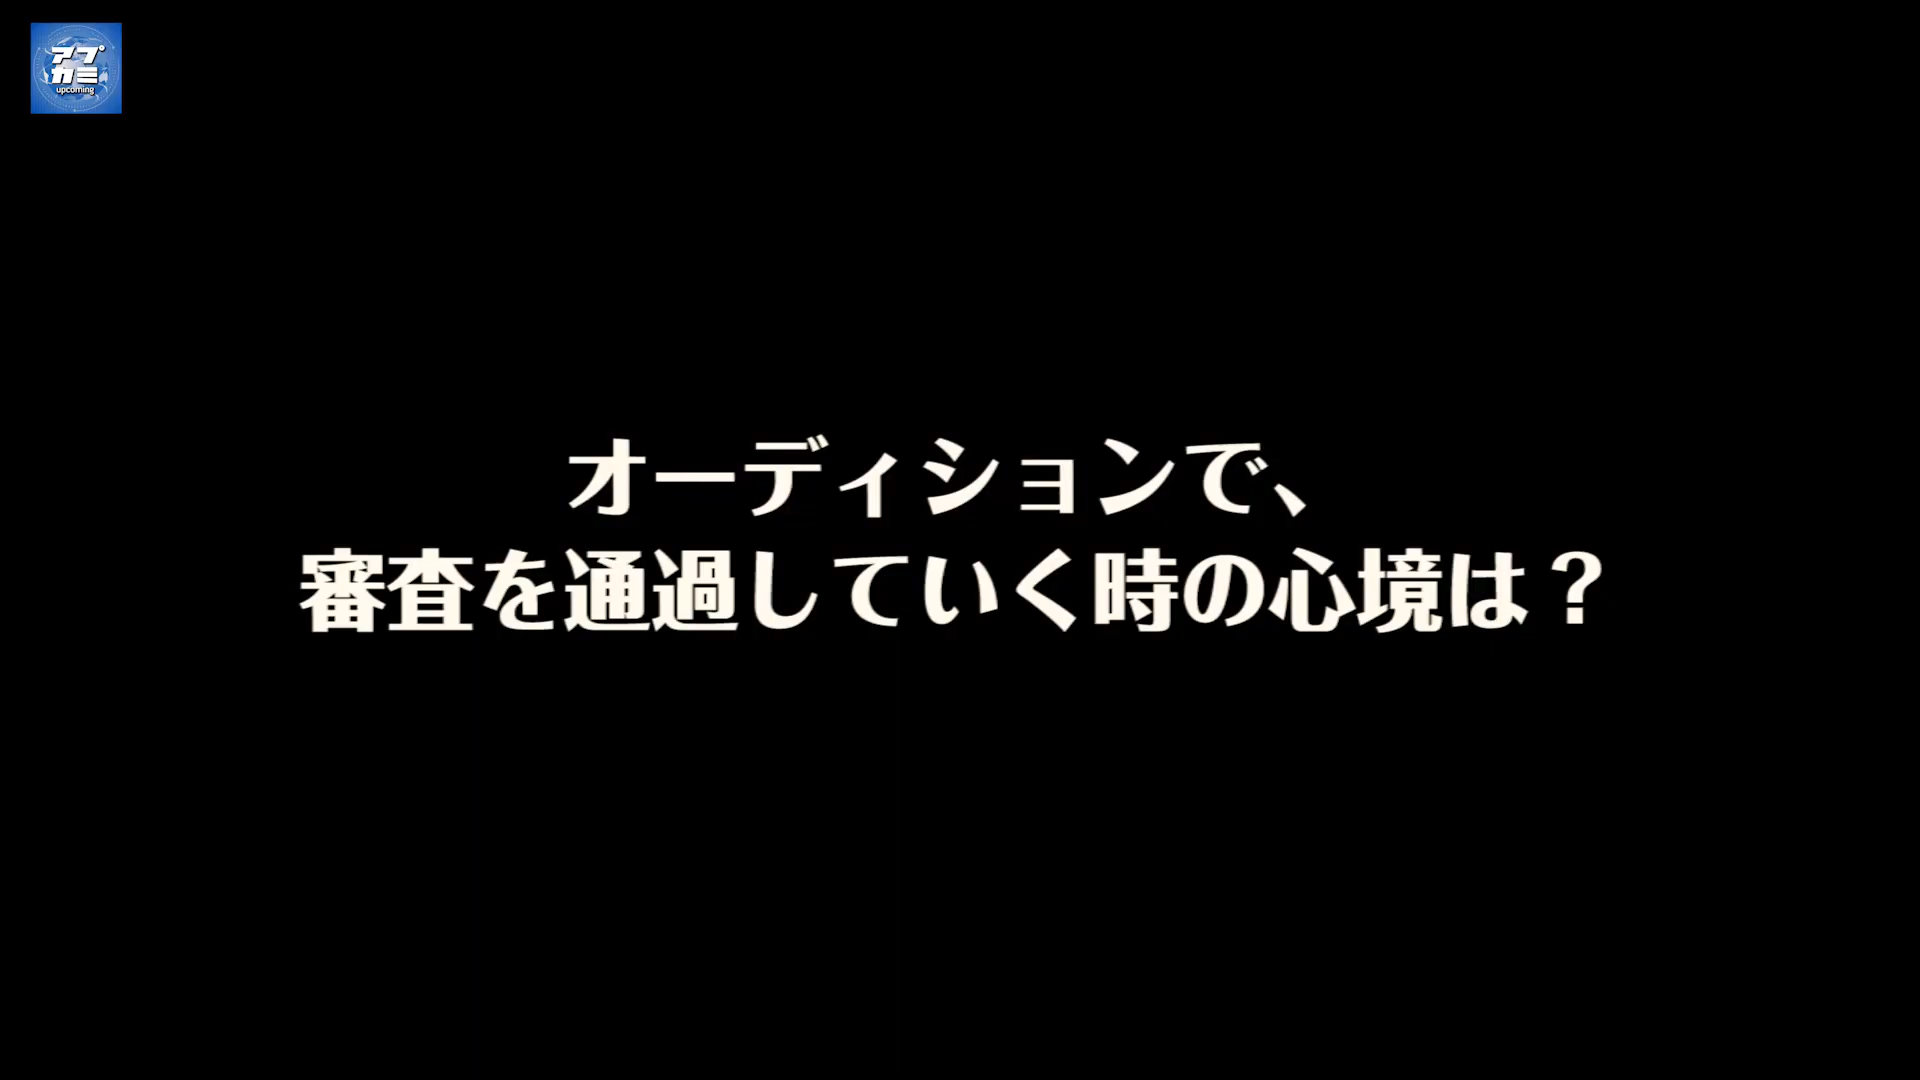 アプ
カミ
upcoming
オーディションで、
審査を通過していく時の心境は？